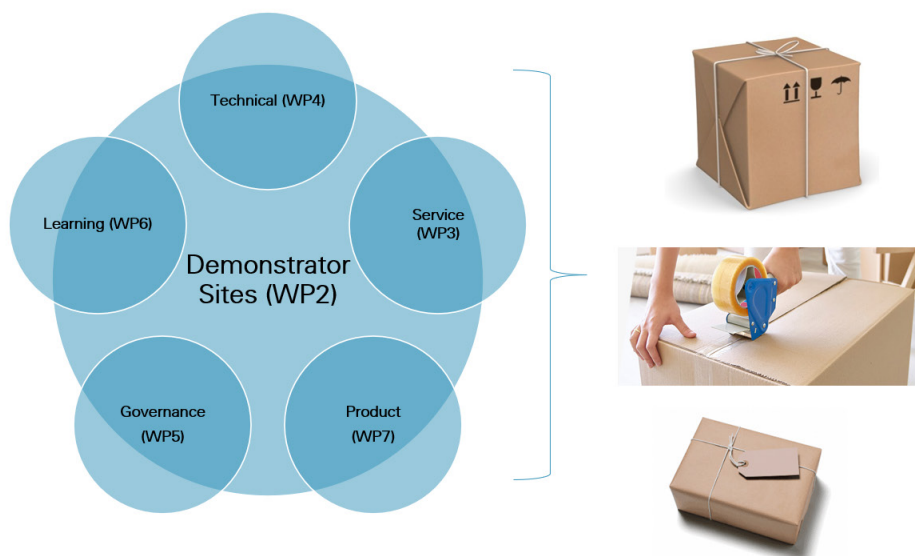 Technical (WP4)
Learning (WP6)
Service
(WP3)
Demonstrator
Sites (WP2)
Governance
(WP5)
Product
(WP7)